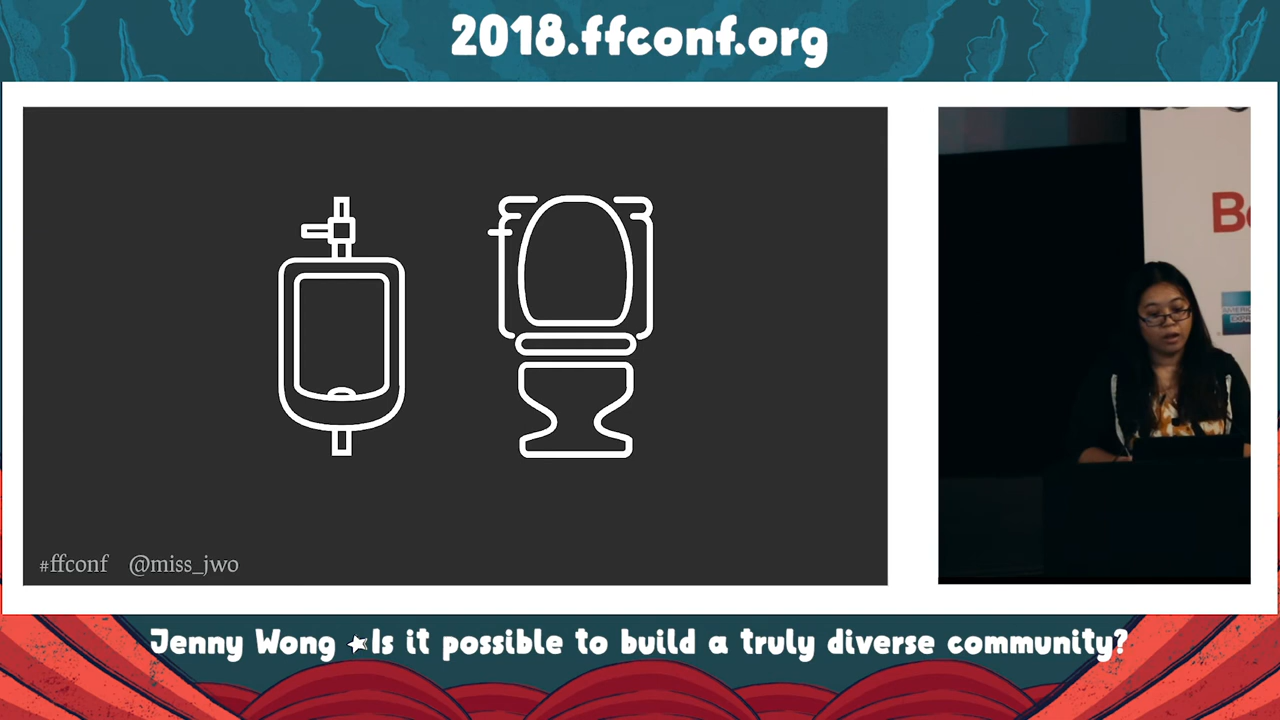 2018.ffconf.org
#ffconf @miss_jwo
Jenny Wong ★ Is it possible to build a truly diverse community?